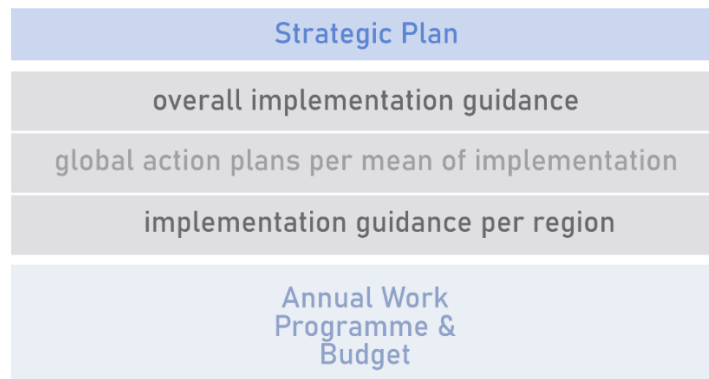 Strategic Plan
overall implementation guidance
global action plans per mean of implementation
implementation guidance per region
Annual Work
Programme &
Budget